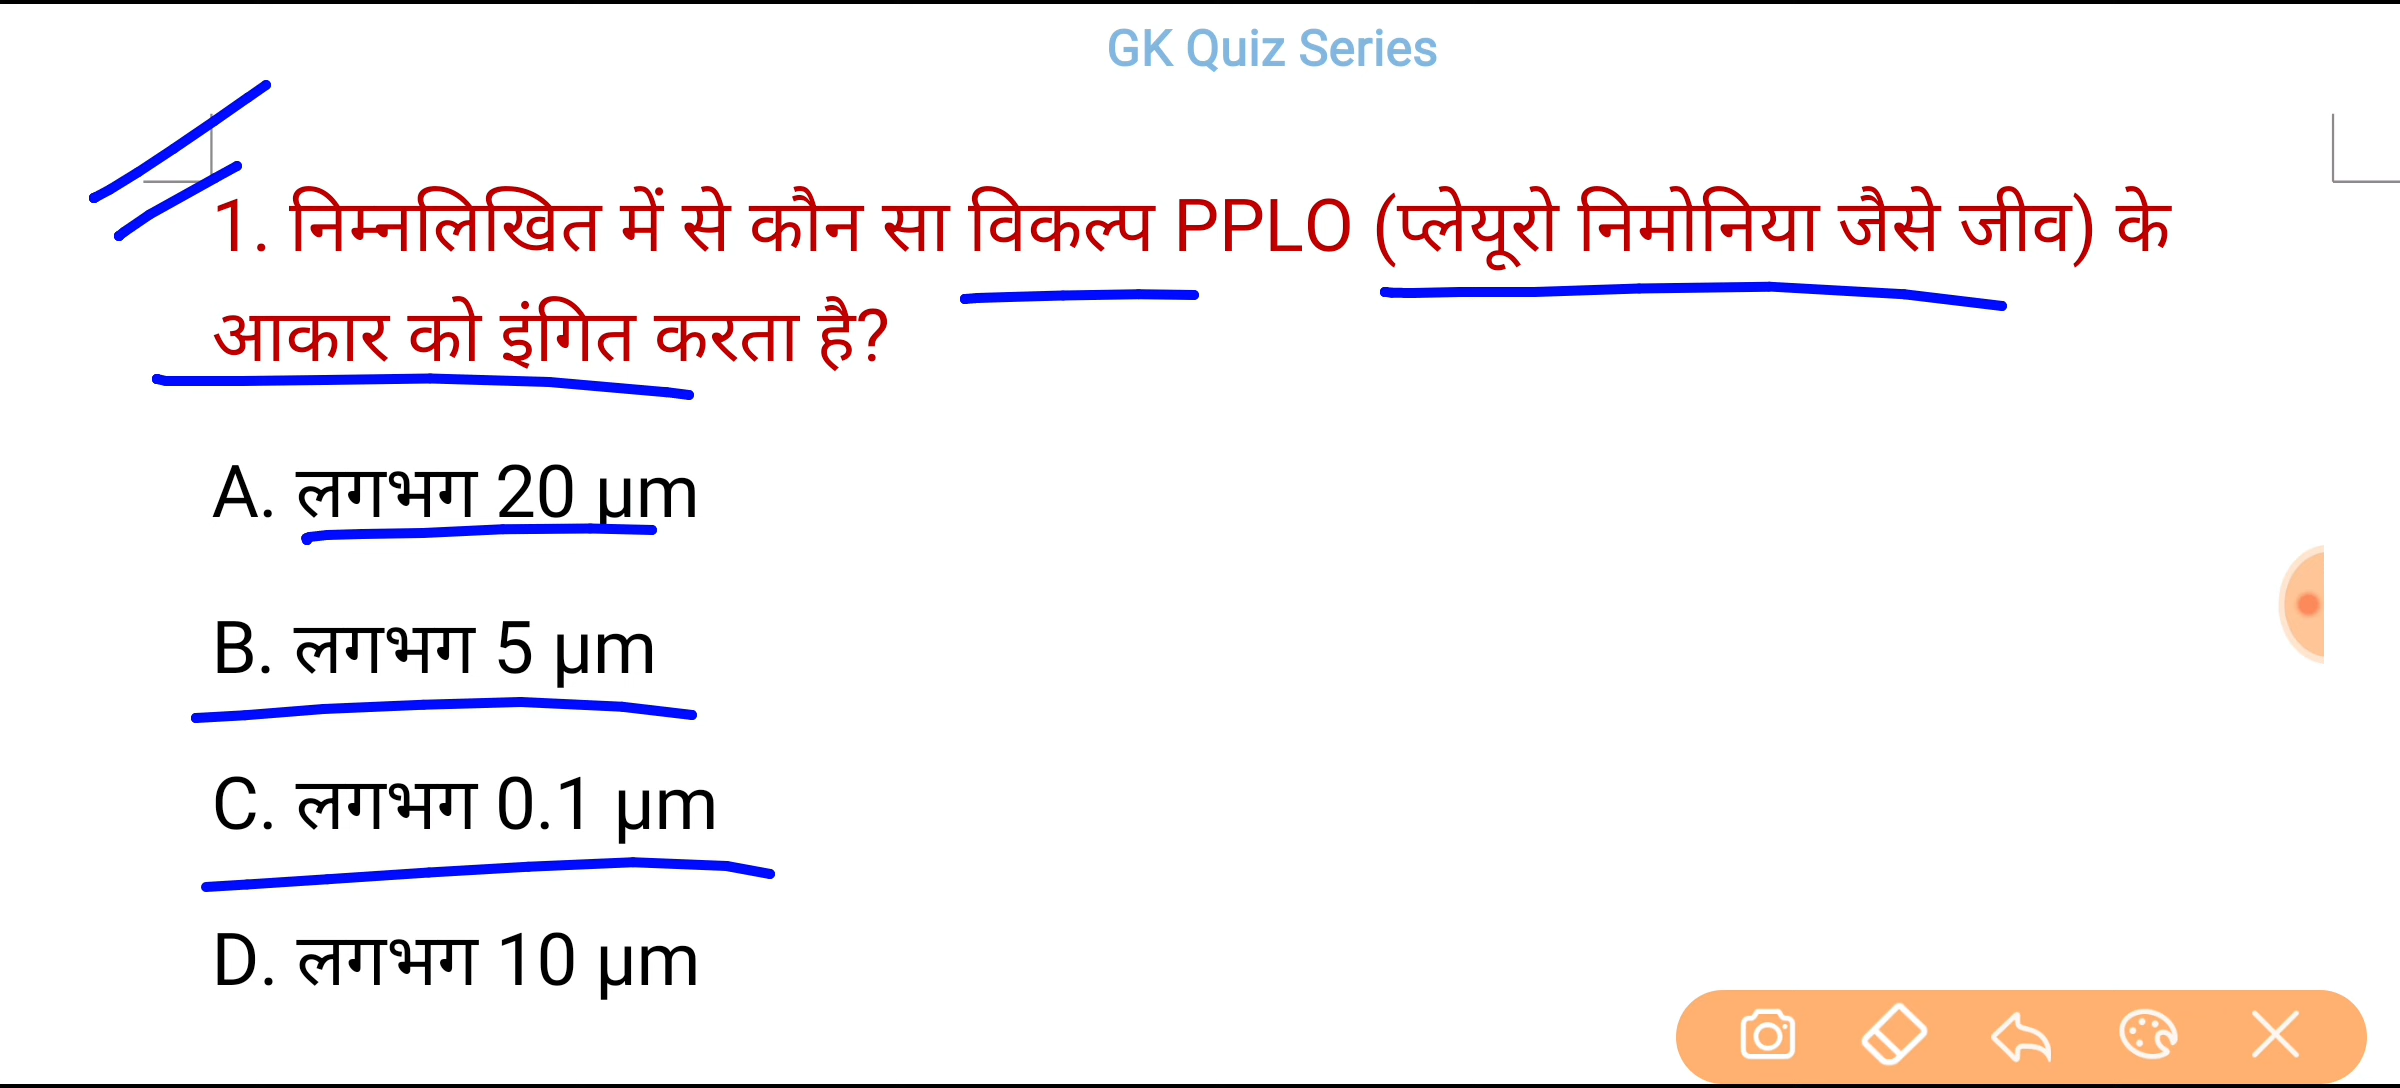 GK Quiz Series
1. निम्नलिखित में से कौन सा विकल्प PPLO (प्लेयूरो निमोनिया जैसे जीव) के
आकार को इंगित करता है?
A. लगभग 20 µm
B. लगभग 5 µm
C. लगभग 0.1 µm
D. लगभग 10 µm